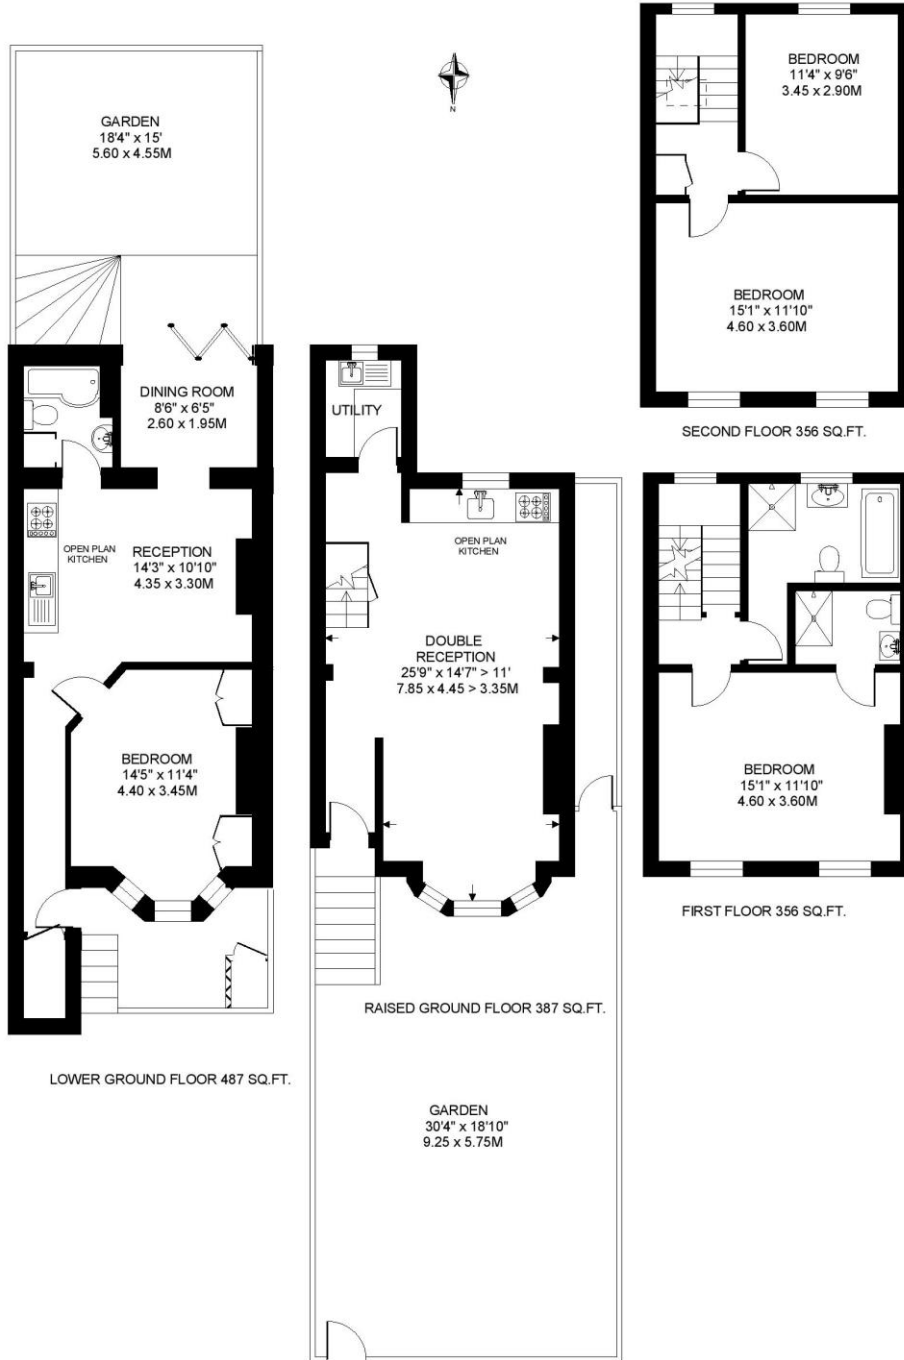 GARDEN
18'4" x 15'
5.60 x 4.55M
N
BEDROOM
11'4" x 9'6"
3.45 x 2.90M
BEDROOM
15'1" x 11'10"
4.60 x 3.60M
SECOND FLOOR 356 SQ.FT.
DINING ROOM
8'6" x 6'5"
2.60 x 1.95M
OPEN PLAN
KITCHEN
RECEPTION
14'3" x 10'10"
4.35 x 3.30M
BEDROOM
14'5" x 11'4"
4.40 x 3.45M
LOWER GROUND FLOOR 487 SQ.FT.
UTILITY
OPEN PLAN
KITCHEN
DOUBLE
RECEPTION
25'9" x 14'7" > 11'
7.85 x 4.45 > 3.35M
RAISED GROUND FLOOR 387 SQ.FT.
GARDEN
30'4" x 18'10"
9.25 x 5.75M
BEDROOM
15'1" x 11'10"
4.60 x 3.60M
FIRST FLOOR 356 SQ.FT.